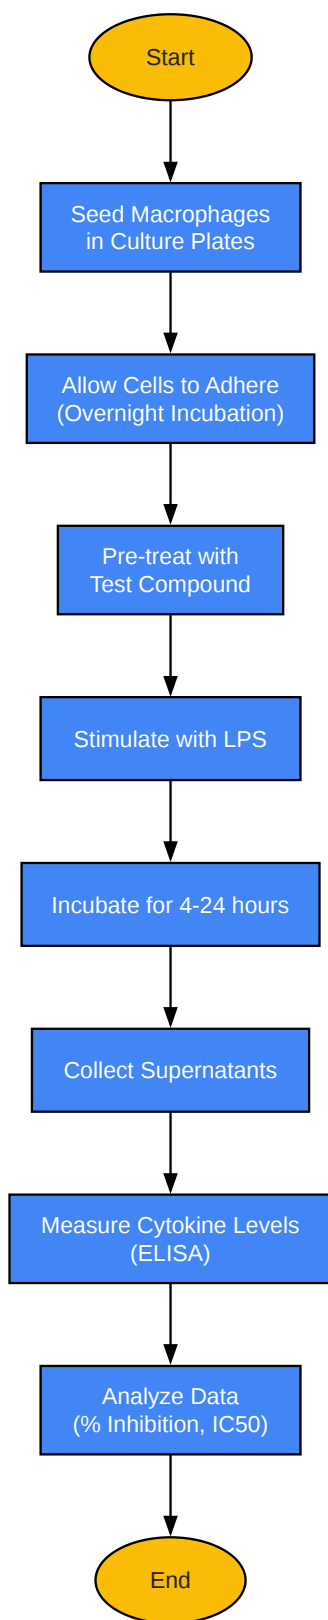 Start
Seed Macrophages
in Culture Plates
Allow Cells to Adhere
(Overnight Incubation)
Pre-treat with
Test Compound
Stimulate with LPS
Incubate for 4-24 hours
Collect Supernatants
Measure Cytokine Levels
(ELISA)
Analyze Data
(% Inhibition, IC50)
End